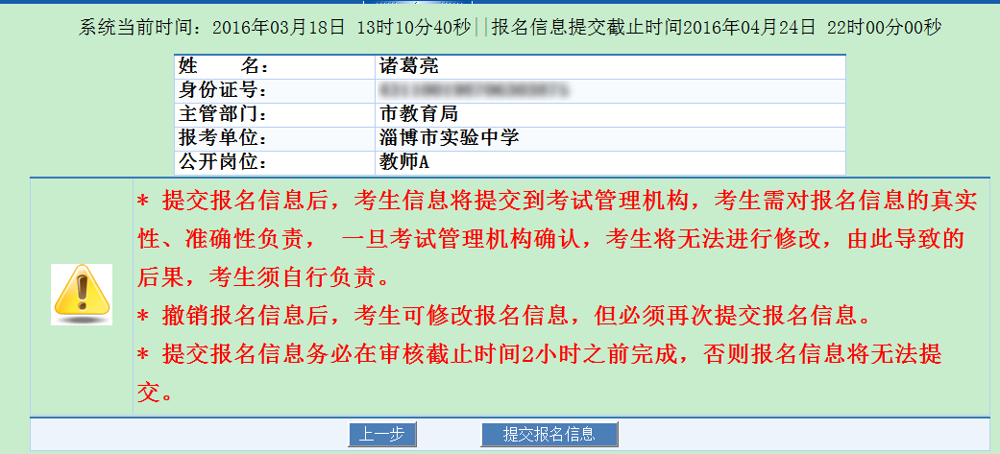 系统当前时间：2016年03月18日 13时10分40秒||报名信息提交截止时间2016年04月24日 22时00分00秒
姓 名： 诸葛亮
身份证号：
主管部门： 市教育局
报考单位： 淄博市实验中学
公开岗位： 教师A
* 提交报名信息后，考生信息将提交到考试管理机构，考生需对报名信息的真实
性、准确性负责， 一旦考试管理机构确认，考生将无法进行修改，由此导致的
后果，考生须自行负责。
* 撤销报名信息后，考生可修改报名信息，但必须再次提交报名信息。
* 提交报名信息务必在审核截止时间2小时之前完成，否则报名信息将无法提
交。
上一步 提交报名信息